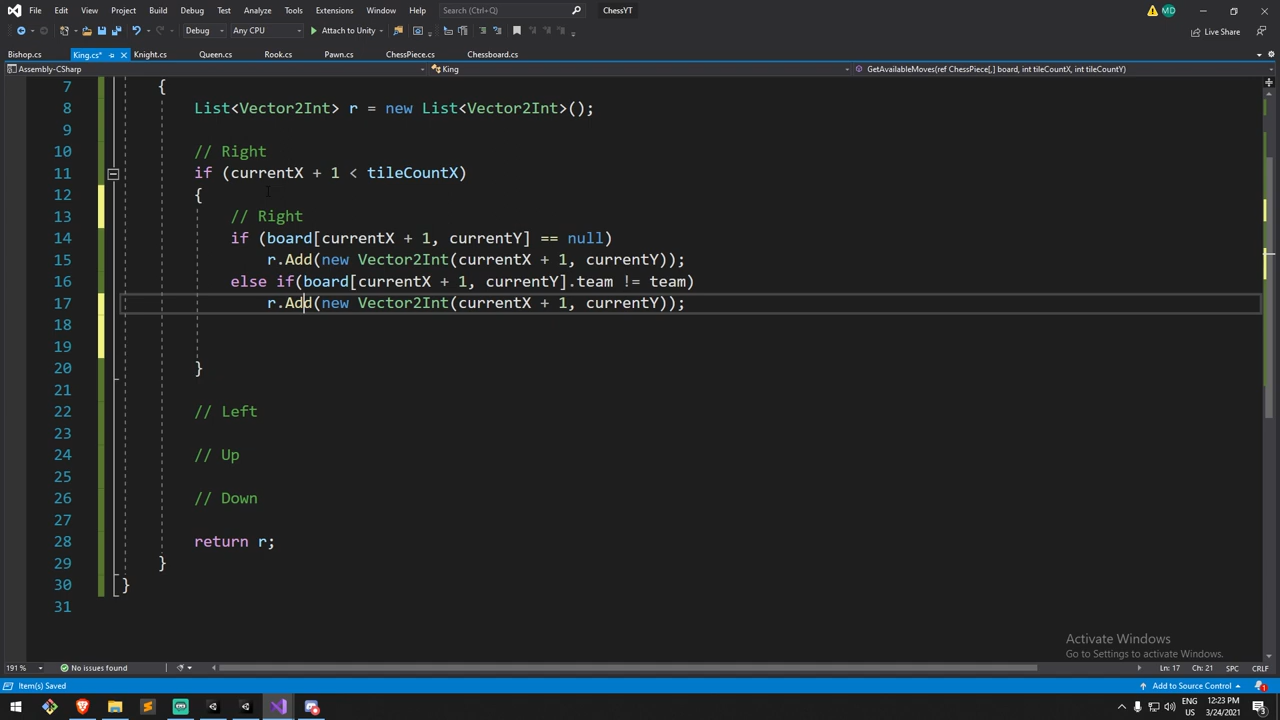 File Edit View Git Project Build Debug Test Analyze Tools Extensions Window Help Search (Ctrl+Q) ChessYT MD
Debug Any CPU Attach to Unity Live Share
Bishop.cs King.cs* Knight.cs Queen.cs Rook.cs Pawn.cs ChessPiece.cs Chessboard.cs
Assembly-CSharp King GetAvailableMoves(ref ChessPiece[,] board, int tileCountX, int tileCountY)
7 {
8 List<Vector2Int> r = new List<Vector2Int>();
9
10 // Right
11 if (currentX + 1 < tileCountX)
12 {
13 // Right
14 if (board[currentX + 1, currentY] == null)
15 r.Add(new Vector2Int(currentX + 1, currentY));
16 else if(board[currentX + 1, currentY].team != team)
17 r.Add(new Vector2Int(currentX + 1, currentY));
18
19
20 }
21
22 // Left
23
24 // Up
25
26 // Down
27
28 return r;
29 }
30 }
31
Activate Windows
Go to Settings to activate Windows.
191 % No issues found Ln: 17 Ch: 21 SPC CRLF
Item(s) Saved Add to Source Control 1
ENG 12:23 PM
US 3/24/2021 3